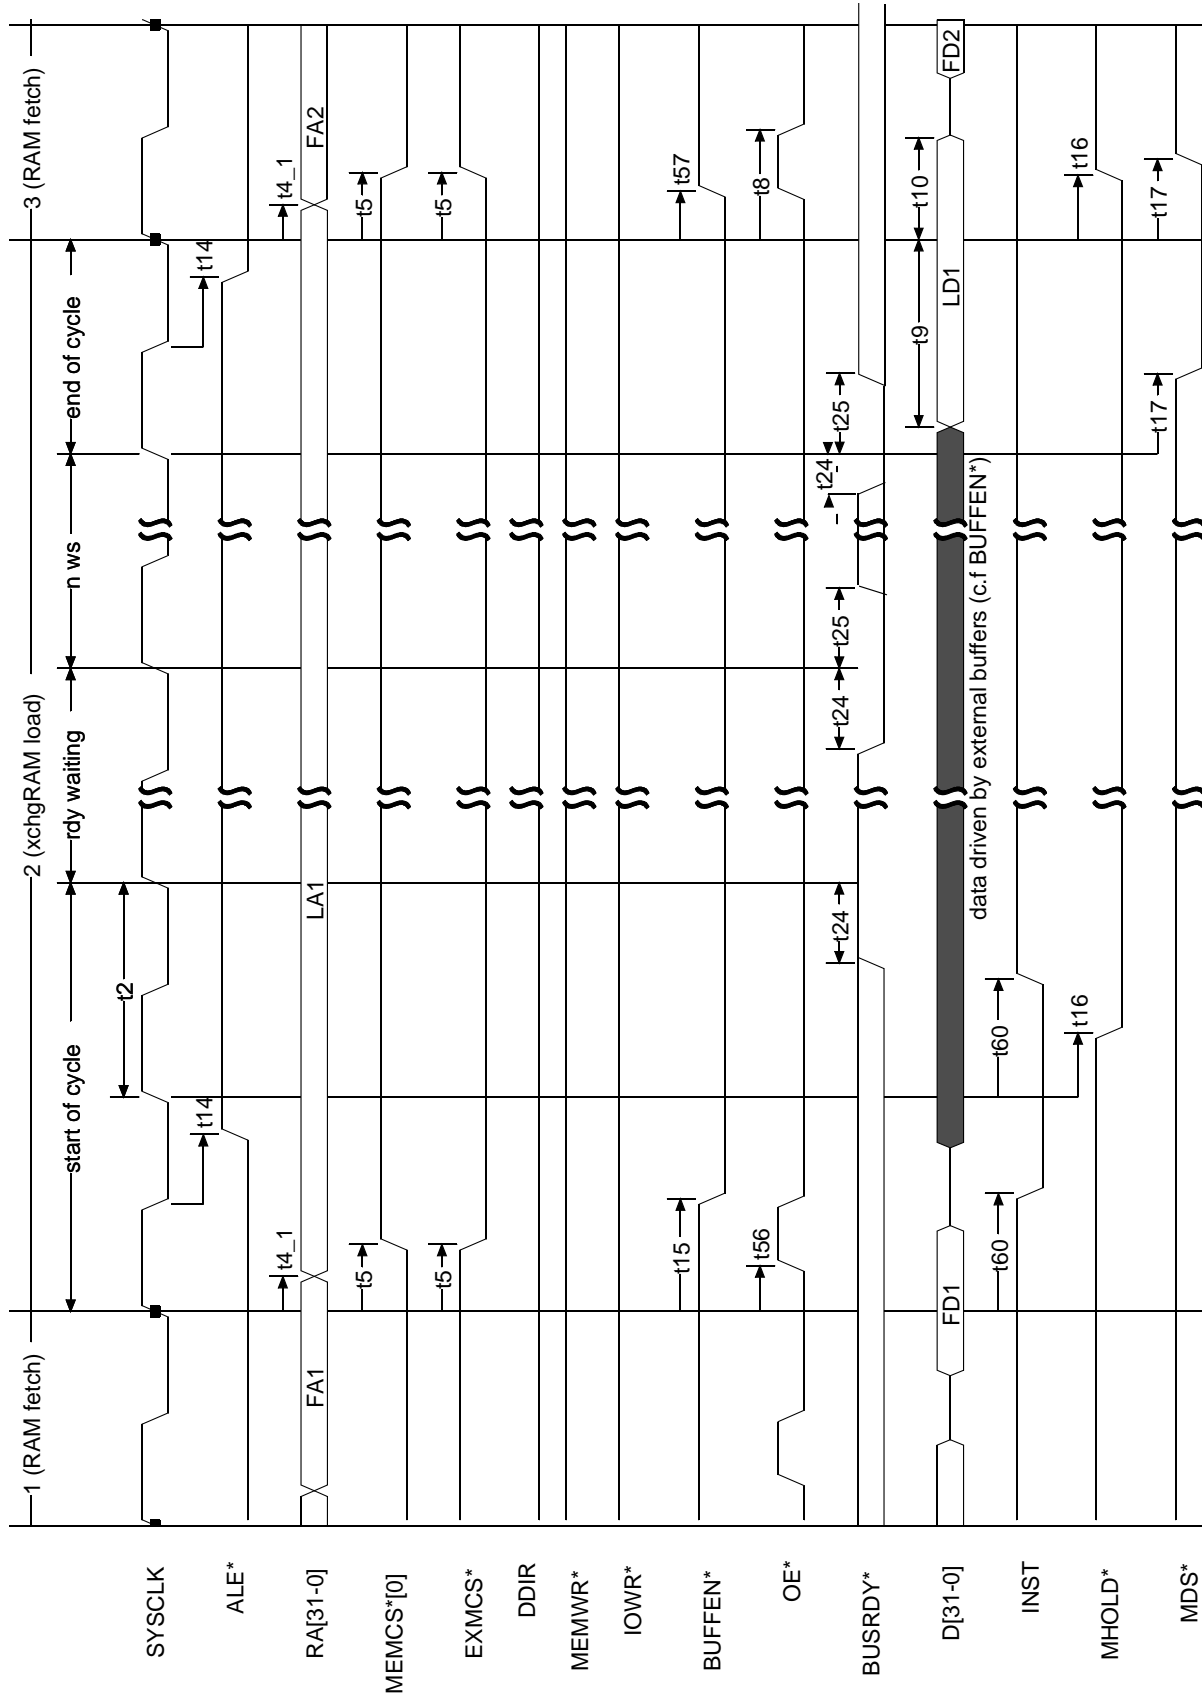 1 (RAM fetch) 2 (xchgRAM load) 3 (RAM fetch)
start of cycle rdy waiting n ws end of cycle
t2
SYSCLK
t14 t14
ALE*
t4_1 t4_1
RA[31-0] FA1 LA1 FA2
t5 t5
MEMCS*[0]
t5 t5
EXMCS*
DDIR
MEMWR*
IOWR*
t15 t57
BUFFEN*
t56 t8
OE*
t24 t24 t25 t24 t25
BUSRDY*
t9 t10
D[31-0] FD1 LD1 FD2
data driven by external buffers (c.f BUFFEN*)
t60 t60
INST
t16 t16
MHOLD*
t17 t17
MDS*